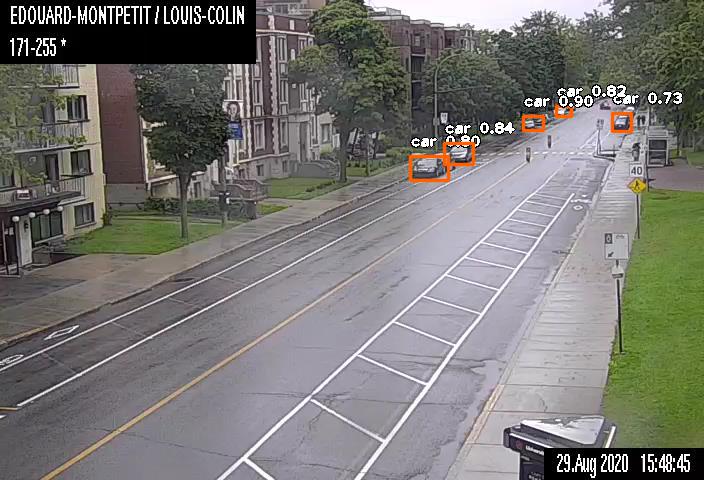 EDOUARD-MONTPETIT / LOUIS-COLIN
171-255 *
car 0.82
car 0.90
car 0.73
car 0.84
car 0.80
40
29.Aug 2020 15:48:45